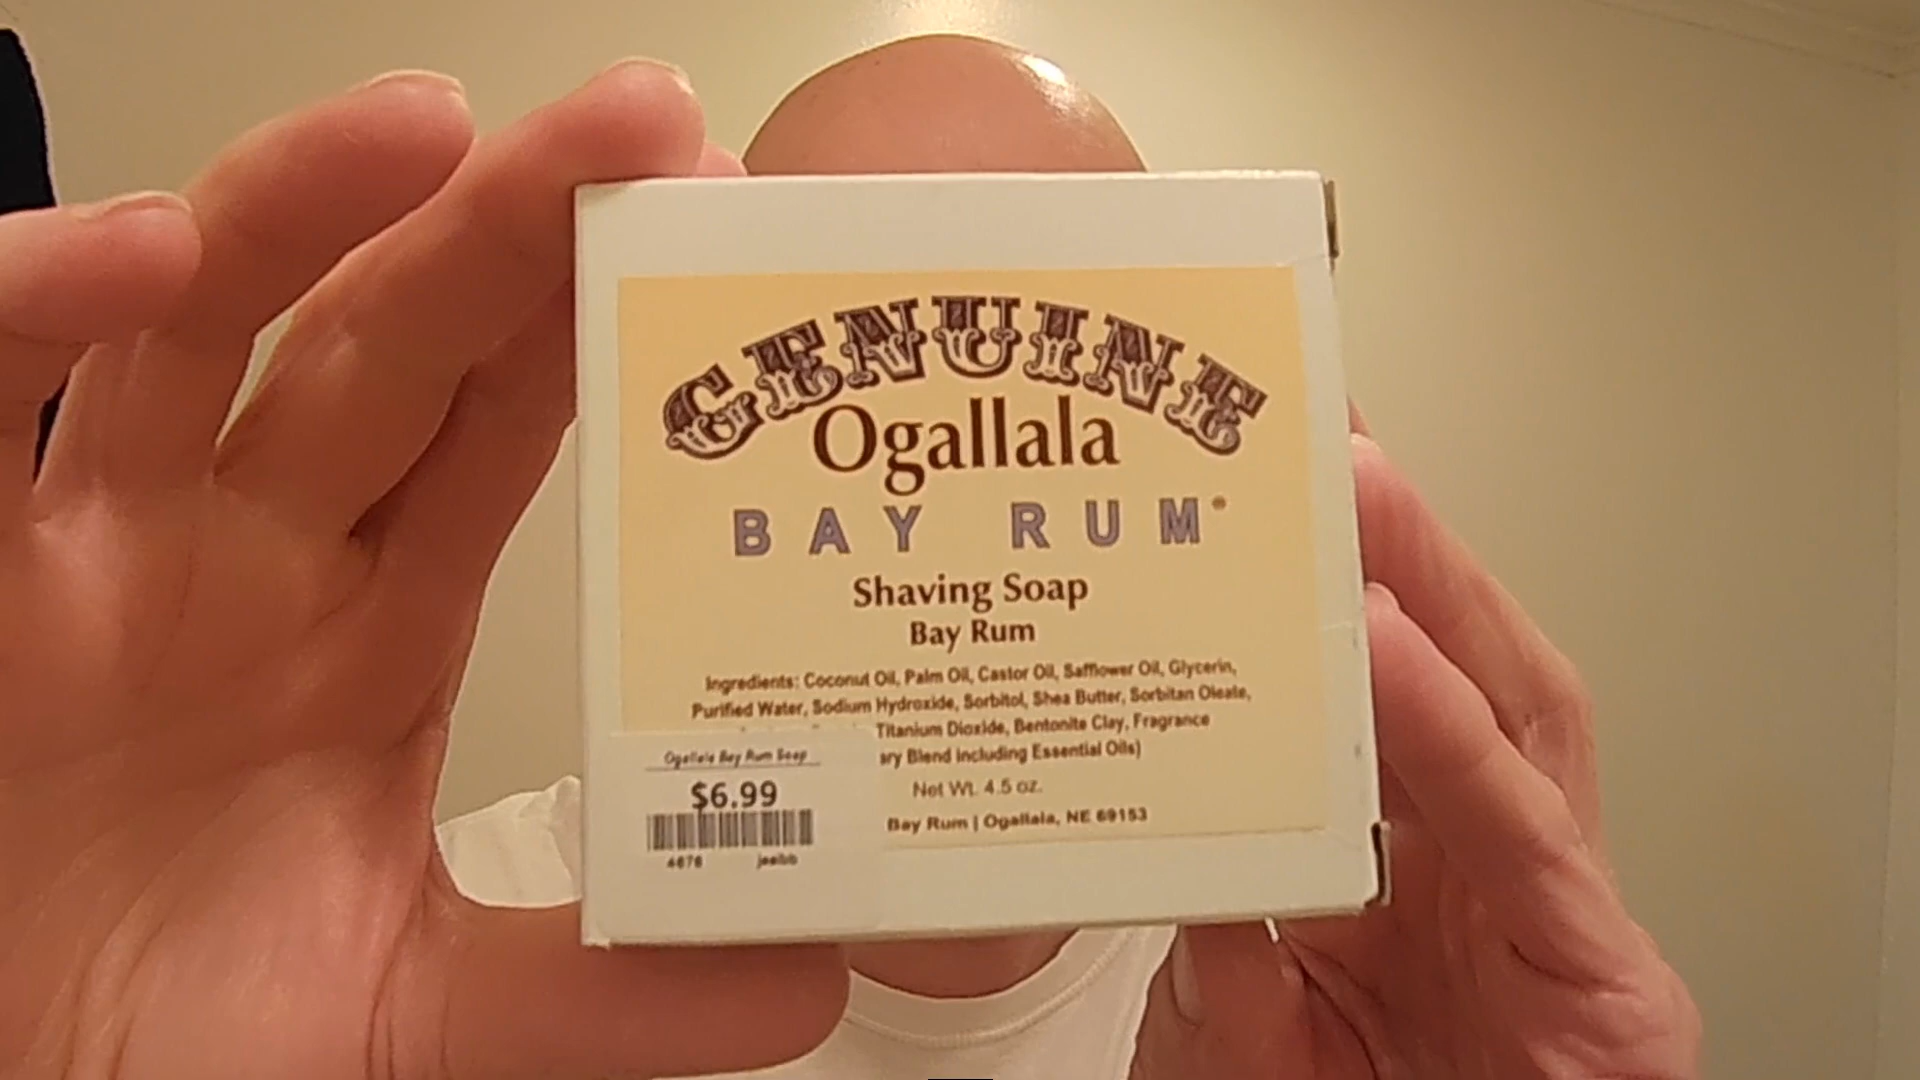 GENUINE
Ogallala
BAY RUM®
Shaving Soap
Bay Rum
Ingredients: Coconut Oil, Palm Oil, Castor Oil, Safflower Oil, Glycerin,
Purified Water, Sodium Hydroxide, Sorbitol, Shea Butter, Sorbitan Oleate,
Titanium Dioxide, Bentonite Clay, Fragrance
ary Blend including Essential Oils)
Net Wt. 4.5 oz.
Bay Rum | Ogallala, NE 69153
Ogallala Bay Rum Soap
$6.99
4676